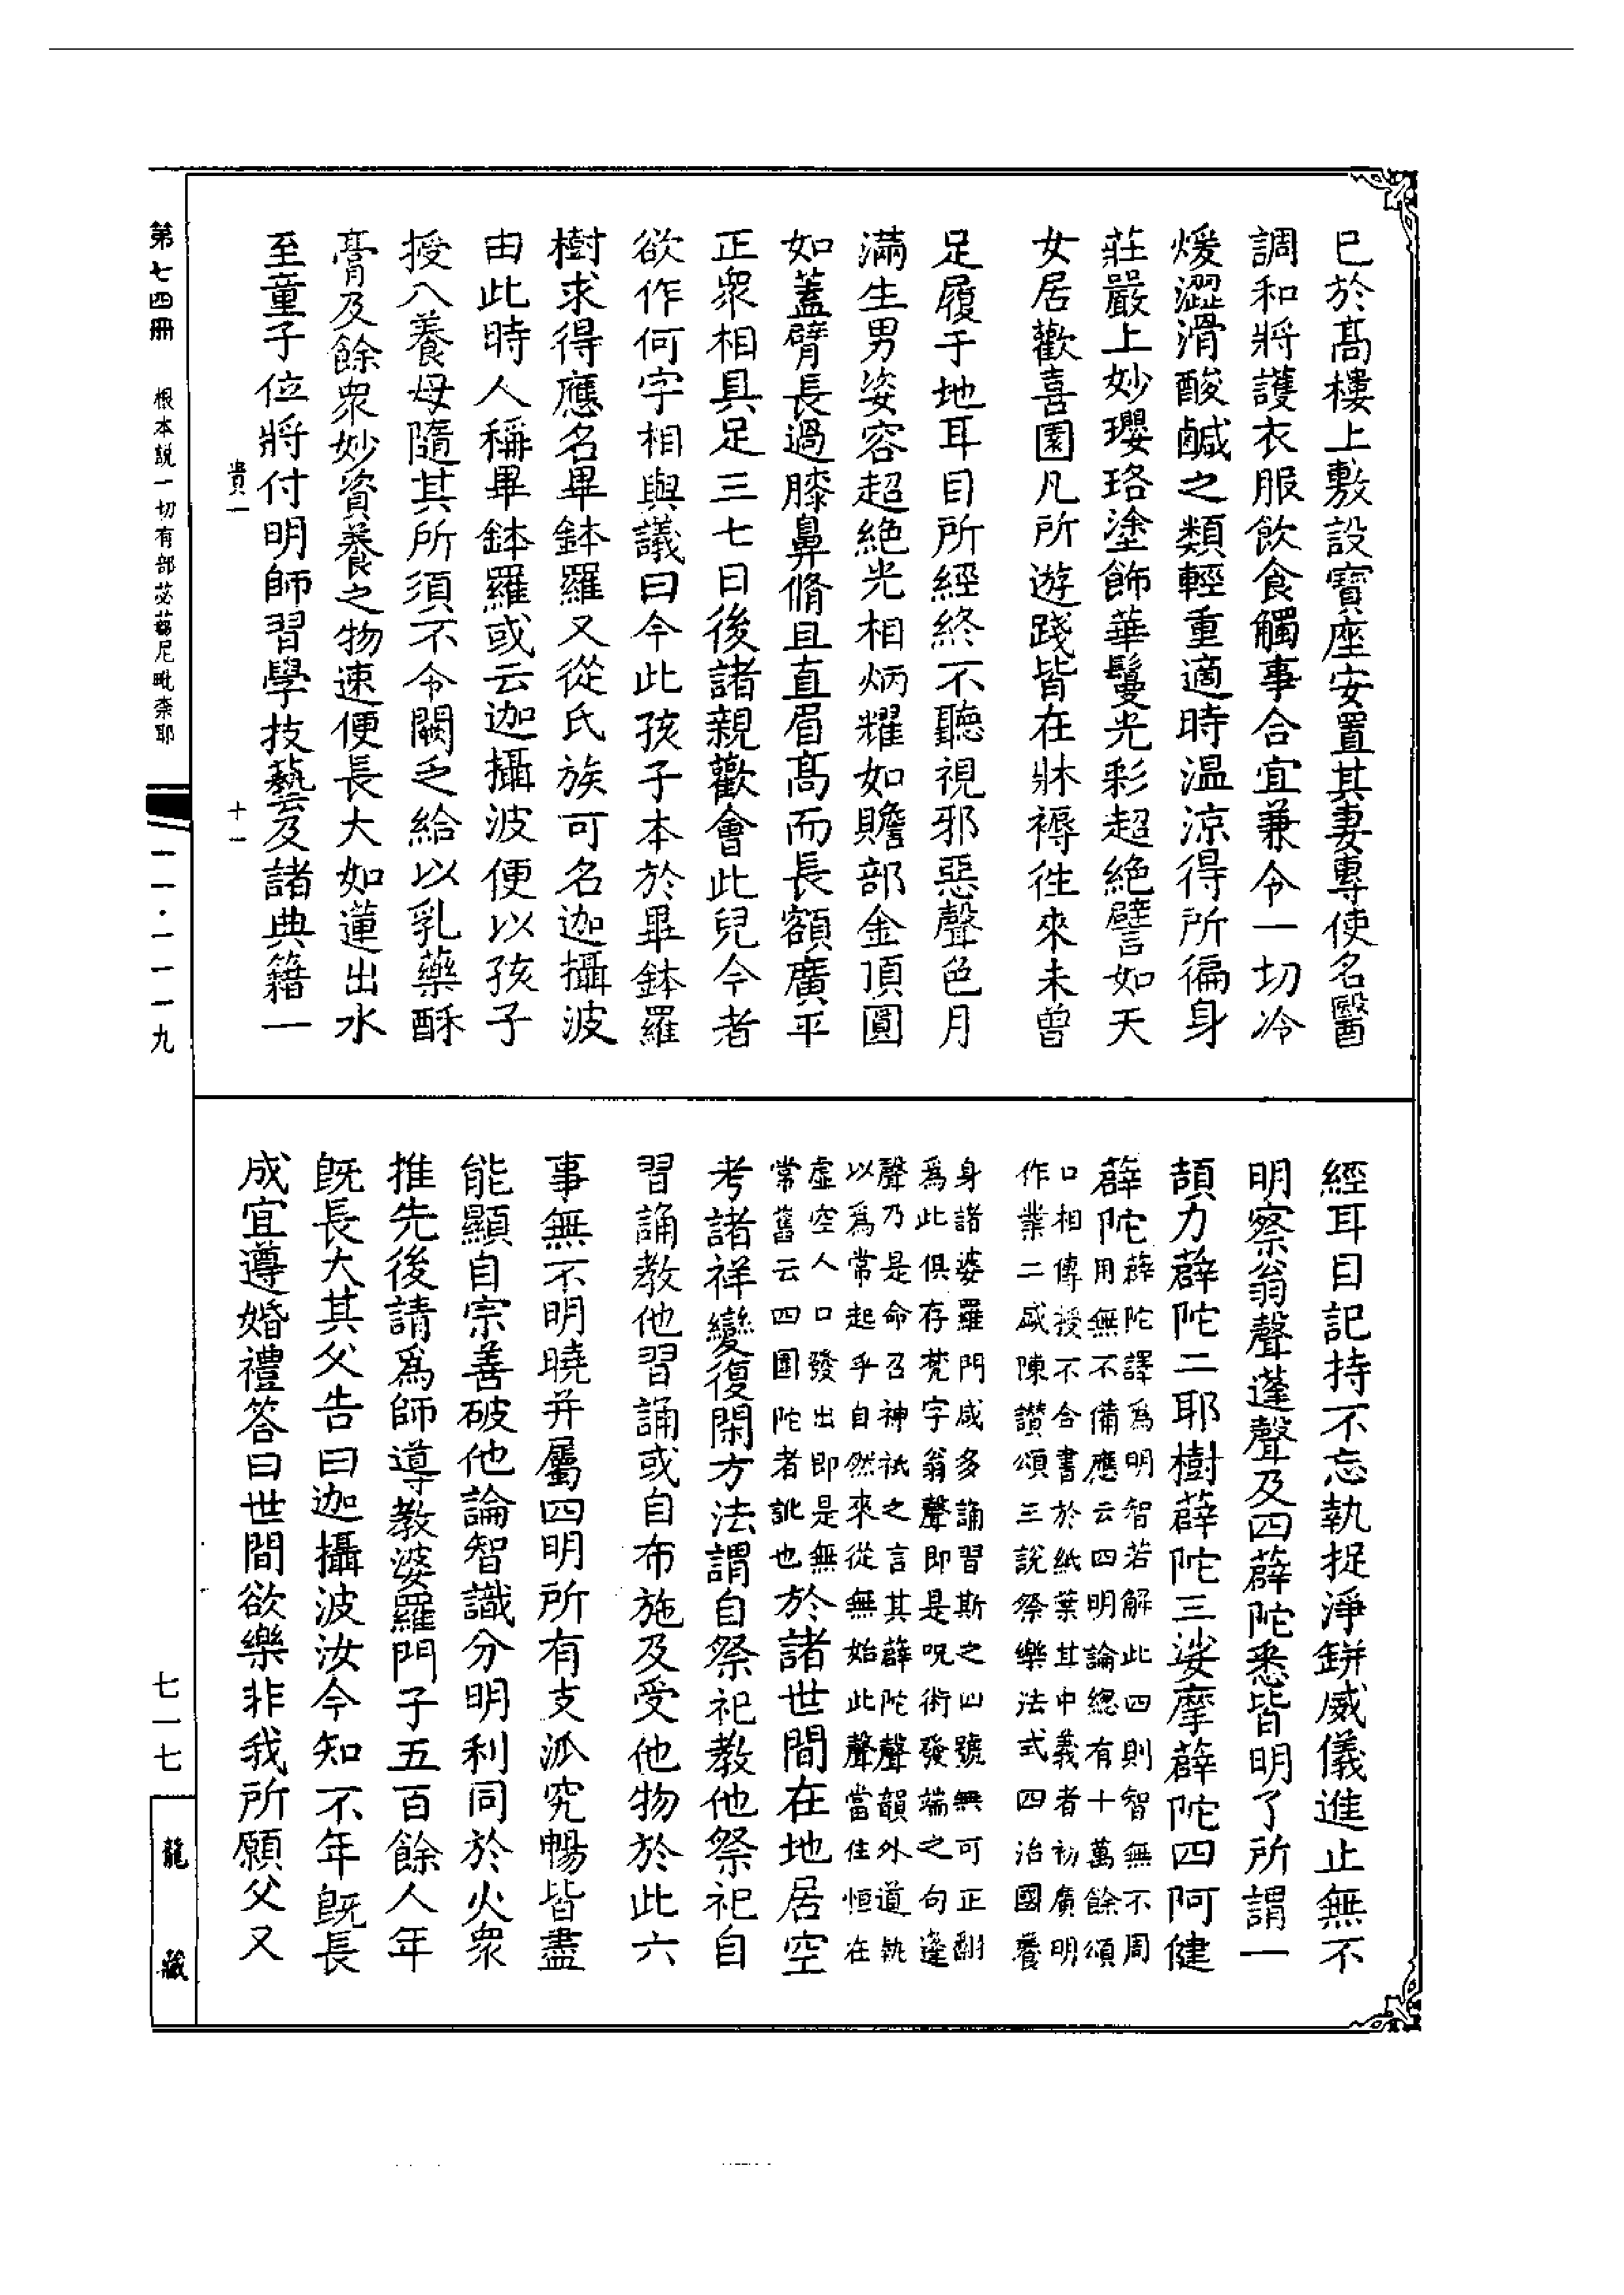 已於髙樓上敷設寶座安置其妻專使名醫
調和將護衣服飲食觸事合宜兼令一切冷
煖澀滑酸鹹之類輕重適時温涼得所徧身
莊嚴上妙瓔珞塗飾華鬘光彩超絶譬如天
女居歡喜園凡所遊踐皆在牀褥徃來未曾
足履于地耳目所經終不聽視邪惡聲色月
滿生男姿容超絶光相炳耀如贍部金頂圓
如蓋臂長過膝鼻脩且直眉髙而長額廣平
正衆相具足三七日後諸親歡會此兒今者
欲作何字相與議曰今此孩子本於畢鉢羅
樹求得應名畢鉢羅又從氏族可名迦攝波
由此時人稱畢鉢羅或云迦攝波便以孩子
授八養母隨其所須不令闕乏給以乳藥酥
膏及餘衆妙資養之物速便長大如蓮出水
至童子位將付明師習學技藝及諸典籍一
貴一
十一
第七四冊
根本説一切有部苾芻尼毗奈耶
一一·一一一九
經耳目記持不忘執捉淨缾威儀進止無不
明察翁聲蓬聲及四薜陀悉皆明了所謂一
頡力薜陀二耶樹薜陀三娑摩薜陀四阿健
薜陀薜陀譯爲明智若解此四則智無不周
用無不備應云四明論總有十萬餘頌
口相傳授不合書於紙葉其中義者初廣明
作業二盛陳讃頌三説祭樂法式四治國養
身諸婆羅門咸多誦習斯之四號無可正翻
爲此俱存梵字翁聲即是呪術發端之句蓬
聲乃是命召神祇之言其薜陀聲韻外道執
以爲常起乎自然來從無始此聲當住恒在
虛空人口發出即是無
常舊云四圍陀者訛也於諸世間在地居空
考諸祥變復閑方法謂自祭祀教他祭祀自
習誦教他習誦或自布施及受他物於此六
事無不明曉并屬四明所有支派究暢皆盡
能顯自宗善破他論智識分明利同於火衆
推先後請爲師導教婆羅門子五百餘人年
既長大其父告曰迦攝波汝今知不年既長
成宜遵婚禮答曰世間欲樂非我所願父又
七一七
龍藏